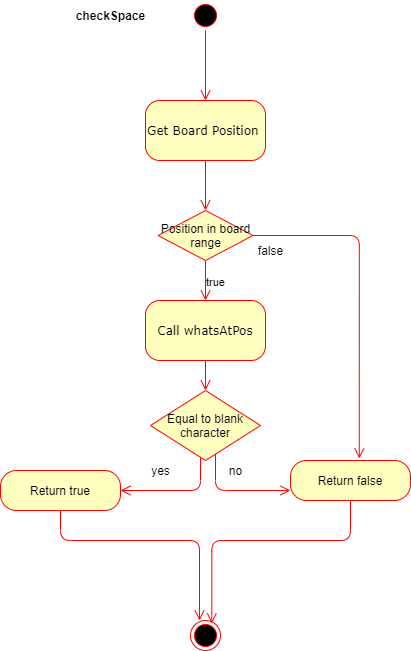 checkSpace
Get Board Position
Position in board
range
false
true
Call whatsAtPos
Equal to blank
character
yes
no
Return true
Return false